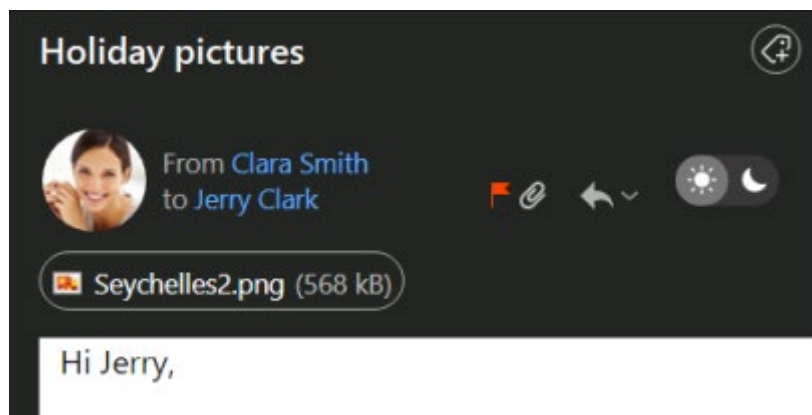 Holiday pictures
From Clara Smith
to Jerry Clark
Seychelles2.png (568 kB)
Hi Jerry,